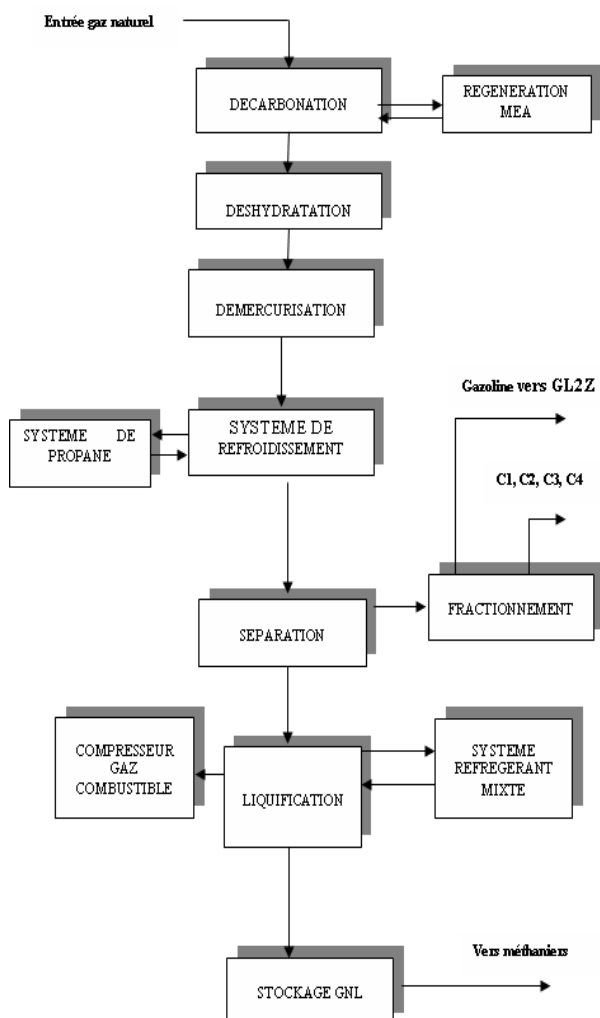 Entrée gaz naturel
DECARBONATION
REGENERATION
MEA
DESHYDRATATION
DEMERCURISATION
Gazoline vers GL2Z
SYSTEME DE
PROPANE
SYSTEME DE
REFROIDISSEMENT
C1, C2, C3, C4
SEPARATION
FRACTIONNEMENT
COMPRESSEUR
GAZ
COMBUSTIBLE
LIQUIFICATION
SYSTEME
REFREGERANT
MIXTE
STOCKAGE GNL
Vers méthaniers